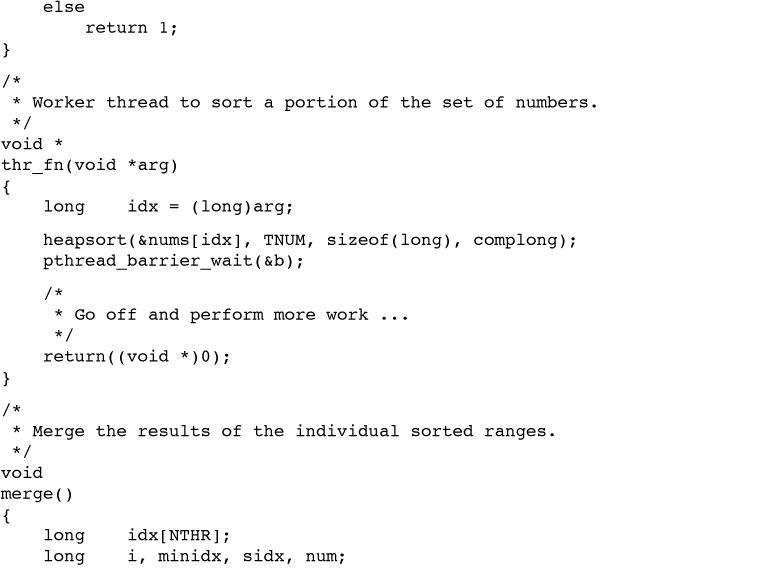 else
        return 1;
}
/*
 * Worker thread to sort a portion of the set of numbers.
 */
void *
thr_fn(void *arg)
{
    long    idx = (long)arg;
    heapsort(&nums[idx], TNUM, sizeof(long), complong);
    pthread_barrier_wait(&b);
    /*
     * Go off and perform more work ...
     */
    return((void *)0);
}
/*
 * Merge the results of the individual sorted ranges.
 */
void
merge()
{
    long    idx[NTHR];
    long    i, minidx, sidx, num;